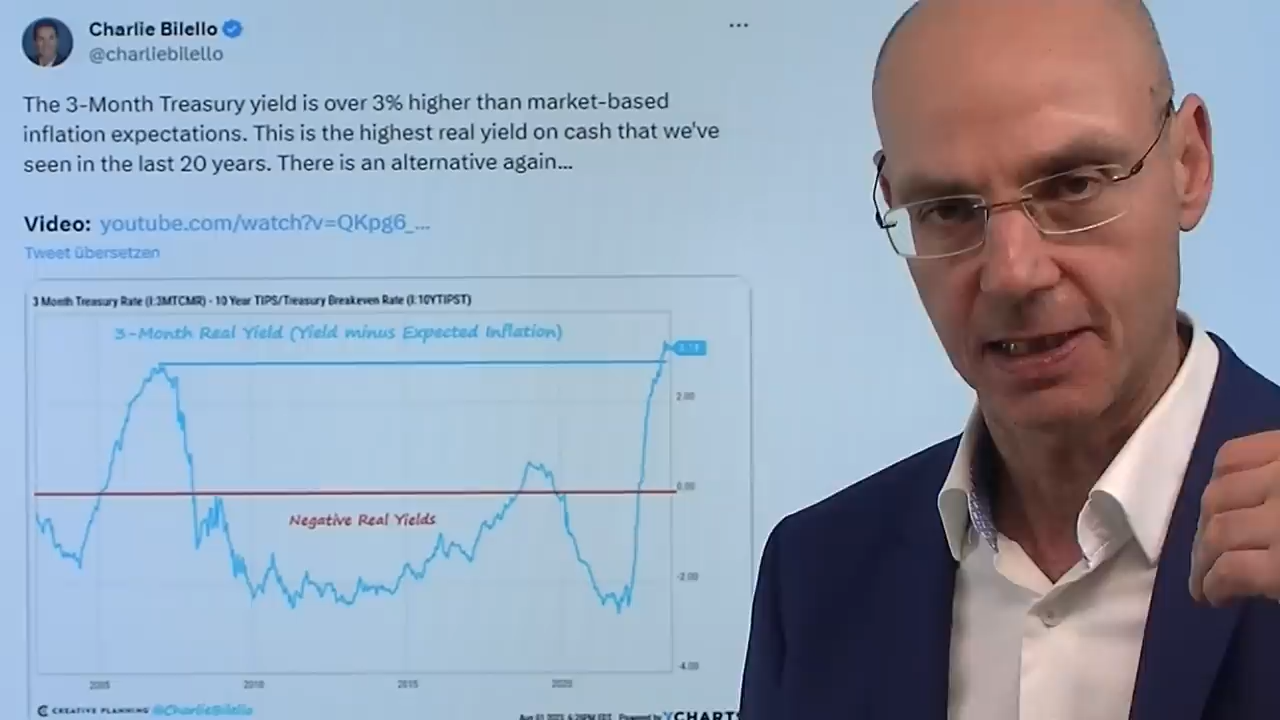 Charlie Bilello
@charliebilello
The 3-Month Treasury yield is over 3% higher than market-based
inflation expectations. This is the highest real yield on cash that we've
seen in the last 20 years. There is an alternative again...
Video: youtube.com/watch?v=QKpg6_...
Tweet übersetzen
3 Month Treasury Rate (I:3MTCMR) - 10 Year TIPS/Treasury Breakeven Rate (I:10YTIPST)
3-Month Real Yield (Yield minus Expected Inflation)
2.00
0.00
Negative Real Yields
-2.00
-4.00
2005 2010 2015 2020
CREATIVE PLANNING @CharlieBilello
Powered by YCHARTS